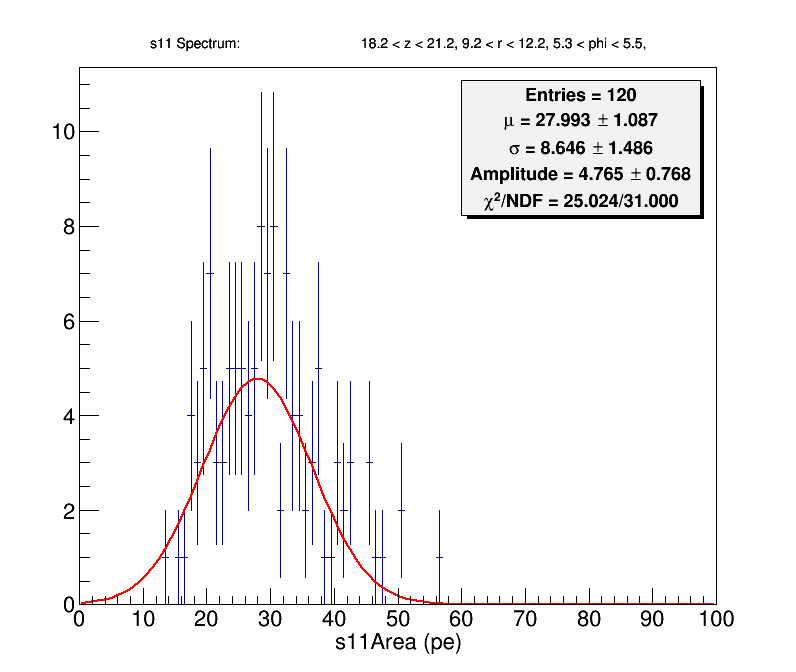 s11 Spectrum: 18.2 < z < 21.2, 9.2 < r < 12.2, 5.3 < phi < 5.5,
Entries = 120
μ = 27.993 ± 1.087
σ = 8.646 ± 1.486
Amplitude = 4.765 ± 0.768
χ²/NDF = 25.024/31.000
10
8
6
4
2
0
0 10 20 30 40 50 60 70 80 90 100
s11Area (pe)